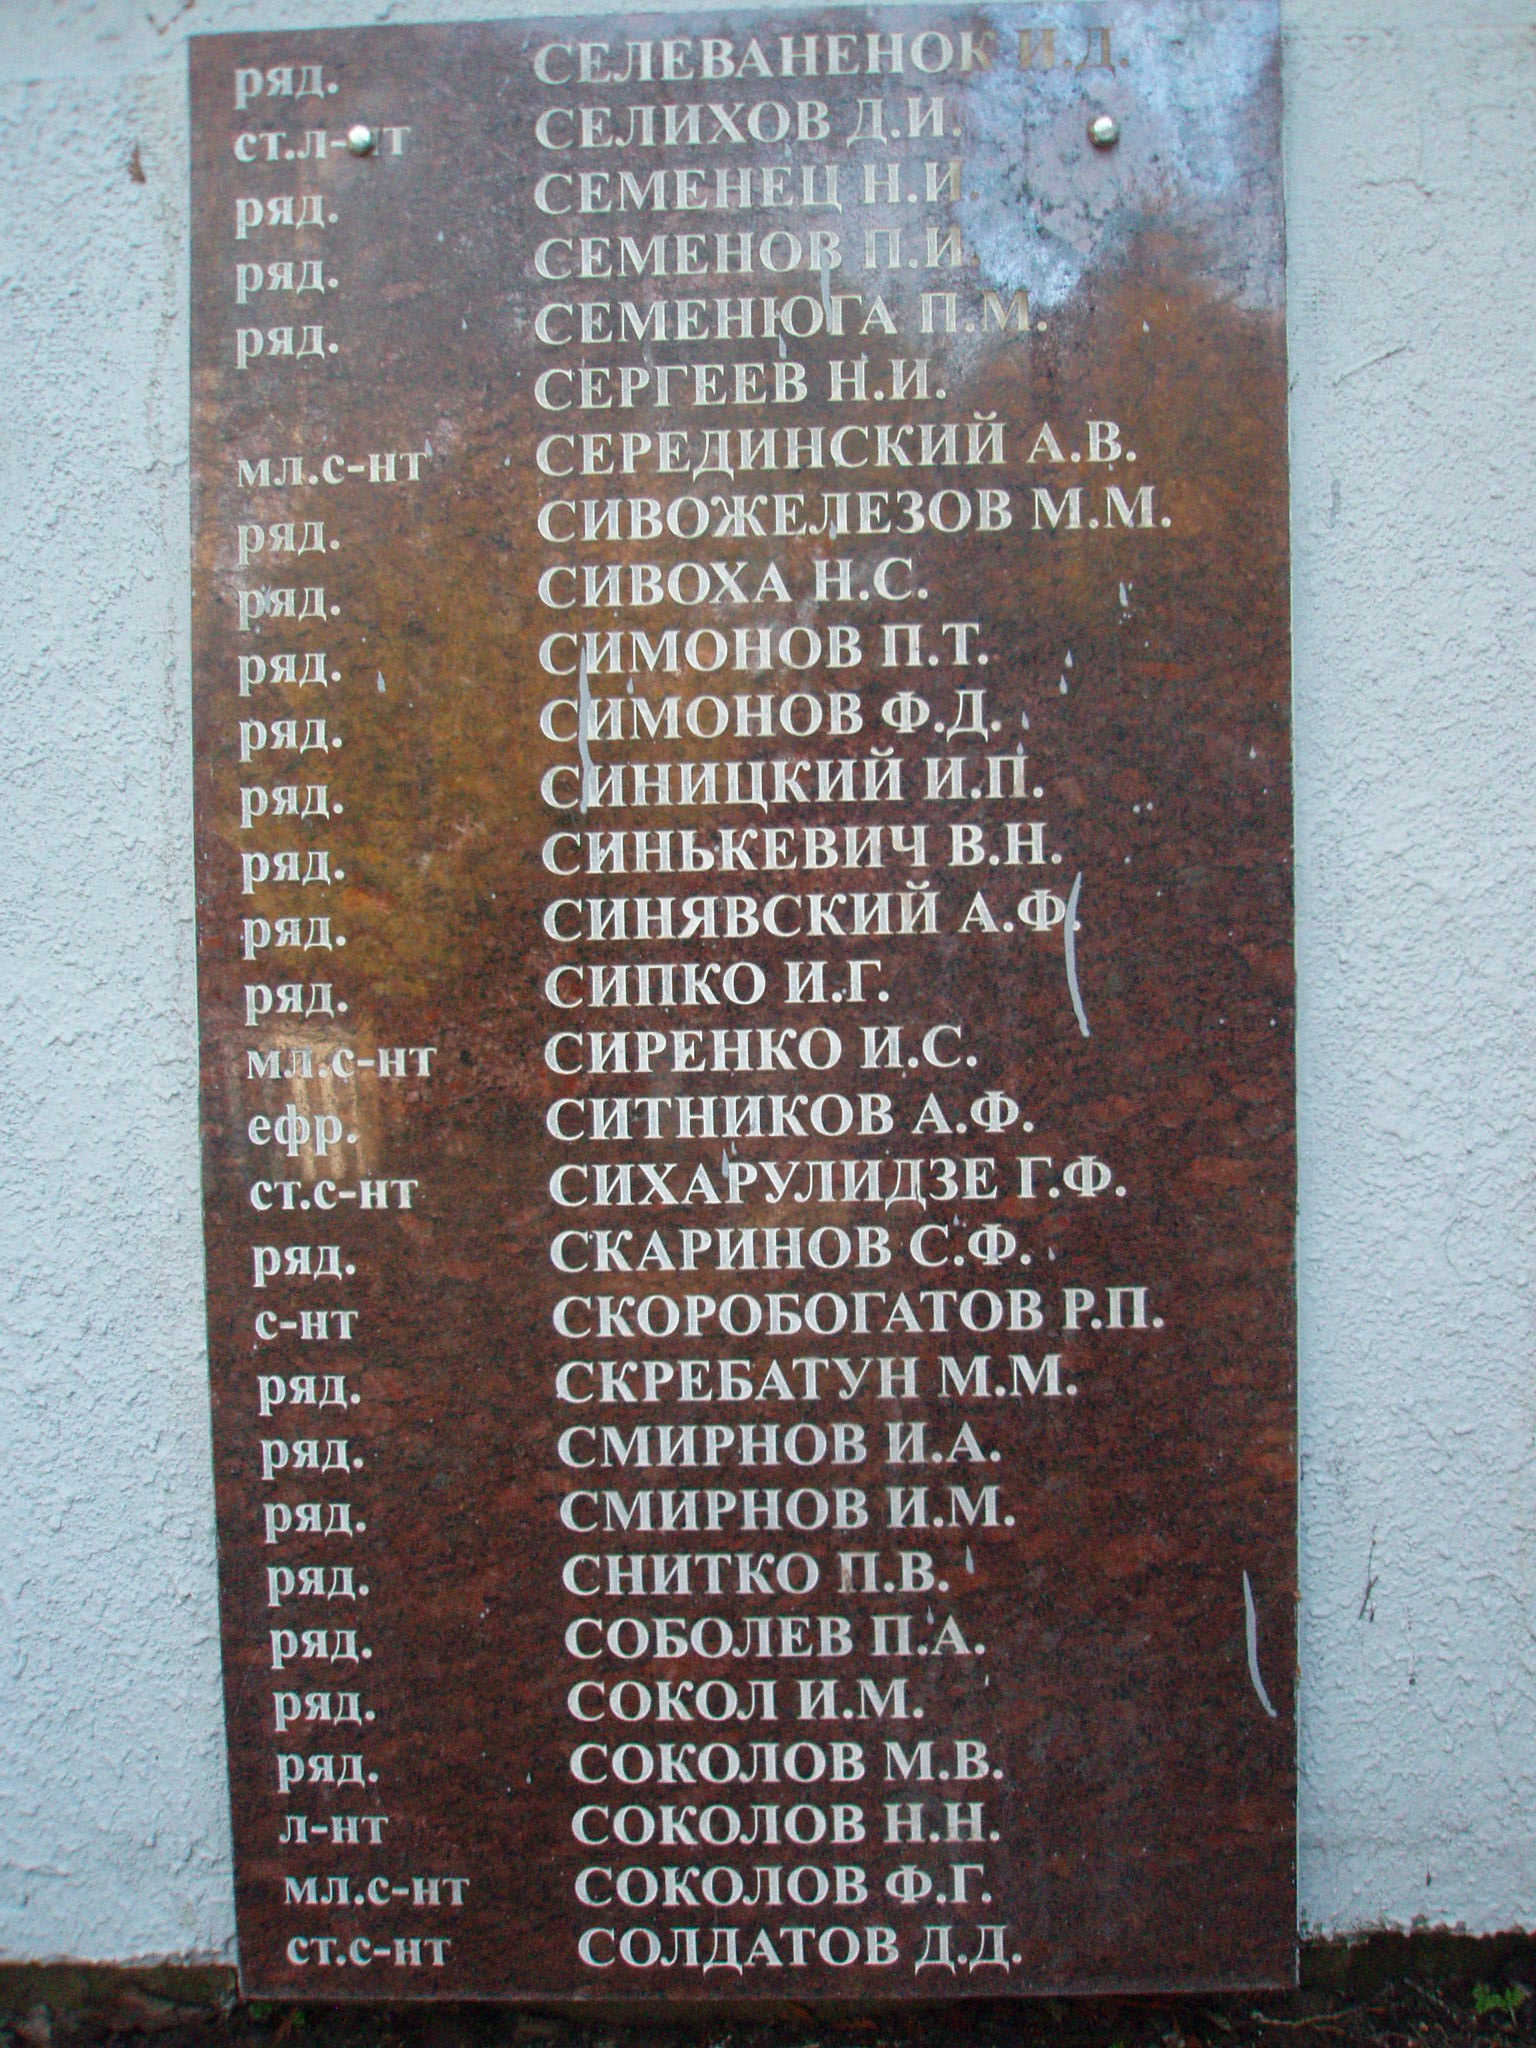 ряд. СЕЛЕВАНЕНОК И.Д.
ст.л-нт СЕЛИХОВ Д.И.
ряд. СЕМЕНЕЦ Н.И.
ряд. СЕМЕНОВ П.И.
ряд. СЕМЕНЮГА П.М.
СЕРГЕЕВ Н.И.
мл.с-нт СЕРЕДИНСКИЙ А.В.
ряд. СИВОЖЕЛЕЗОВ М.М.
ряд. СИВОХА Н.С.
ряд. СИМОНОВ П.Т.
ряд. СИМОНОВ Ф.Д.
ряд. СИНИЦКИЙ И.П.
ряд. СИНЬКЕВИЧ В.Н.
ряд. СИНЯВСКИЙ А.Ф.
ряд. СИПКО И.Г.
мл.с-нт СИРЕНКО И.С.
ефр. СИТНИКОВ А.Ф.
ст.с-нт СИХАРУЛИДЗЕ Г.Ф.
ряд. СКАРИНОВ С.Ф.
с-нт СКОРОБОГАТОВ Р.П.
ряд. СКРЕБАТУН М.М.
ряд. СМИРНОВ И.А.
ряд. СМИРНОВ И.М.
ряд. СНИТКО П.В.
ряд. СОБОЛЕВ П.А.
ряд. СОКОЛ И.М.
ряд. СОКОЛОВ М.В.
л-нт СОКОЛОВ Н.Н.
мл.с-нт СОКОЛОВ Ф.Г.
ст.с-нт СОЛДАТОВ Д.Д.